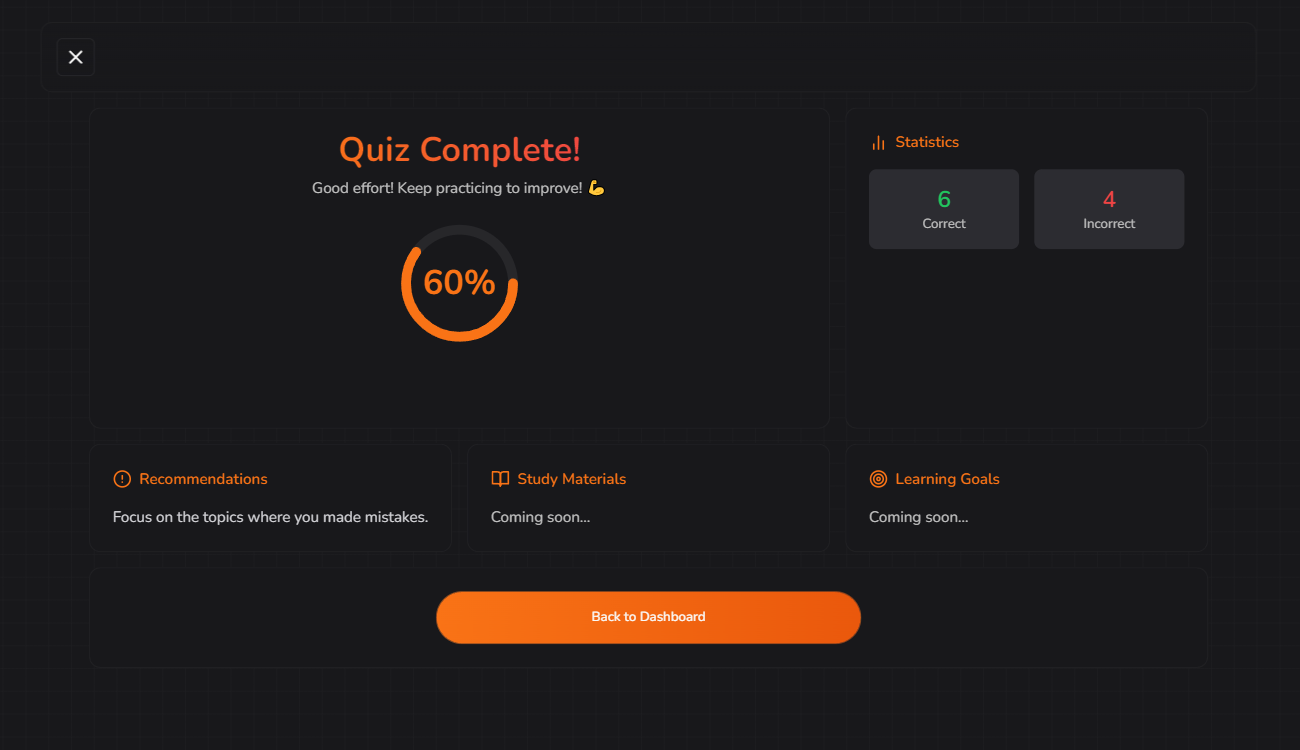 Quiz Complete!
Good effort! Keep practicing to improve! 💪
60%
Statistics
6
Correct
4
Incorrect
Recommendations
Focus on the topics where you made mistakes.
Study Materials
Coming soon...
Learning Goals
Coming soon...
Back to Dashboard